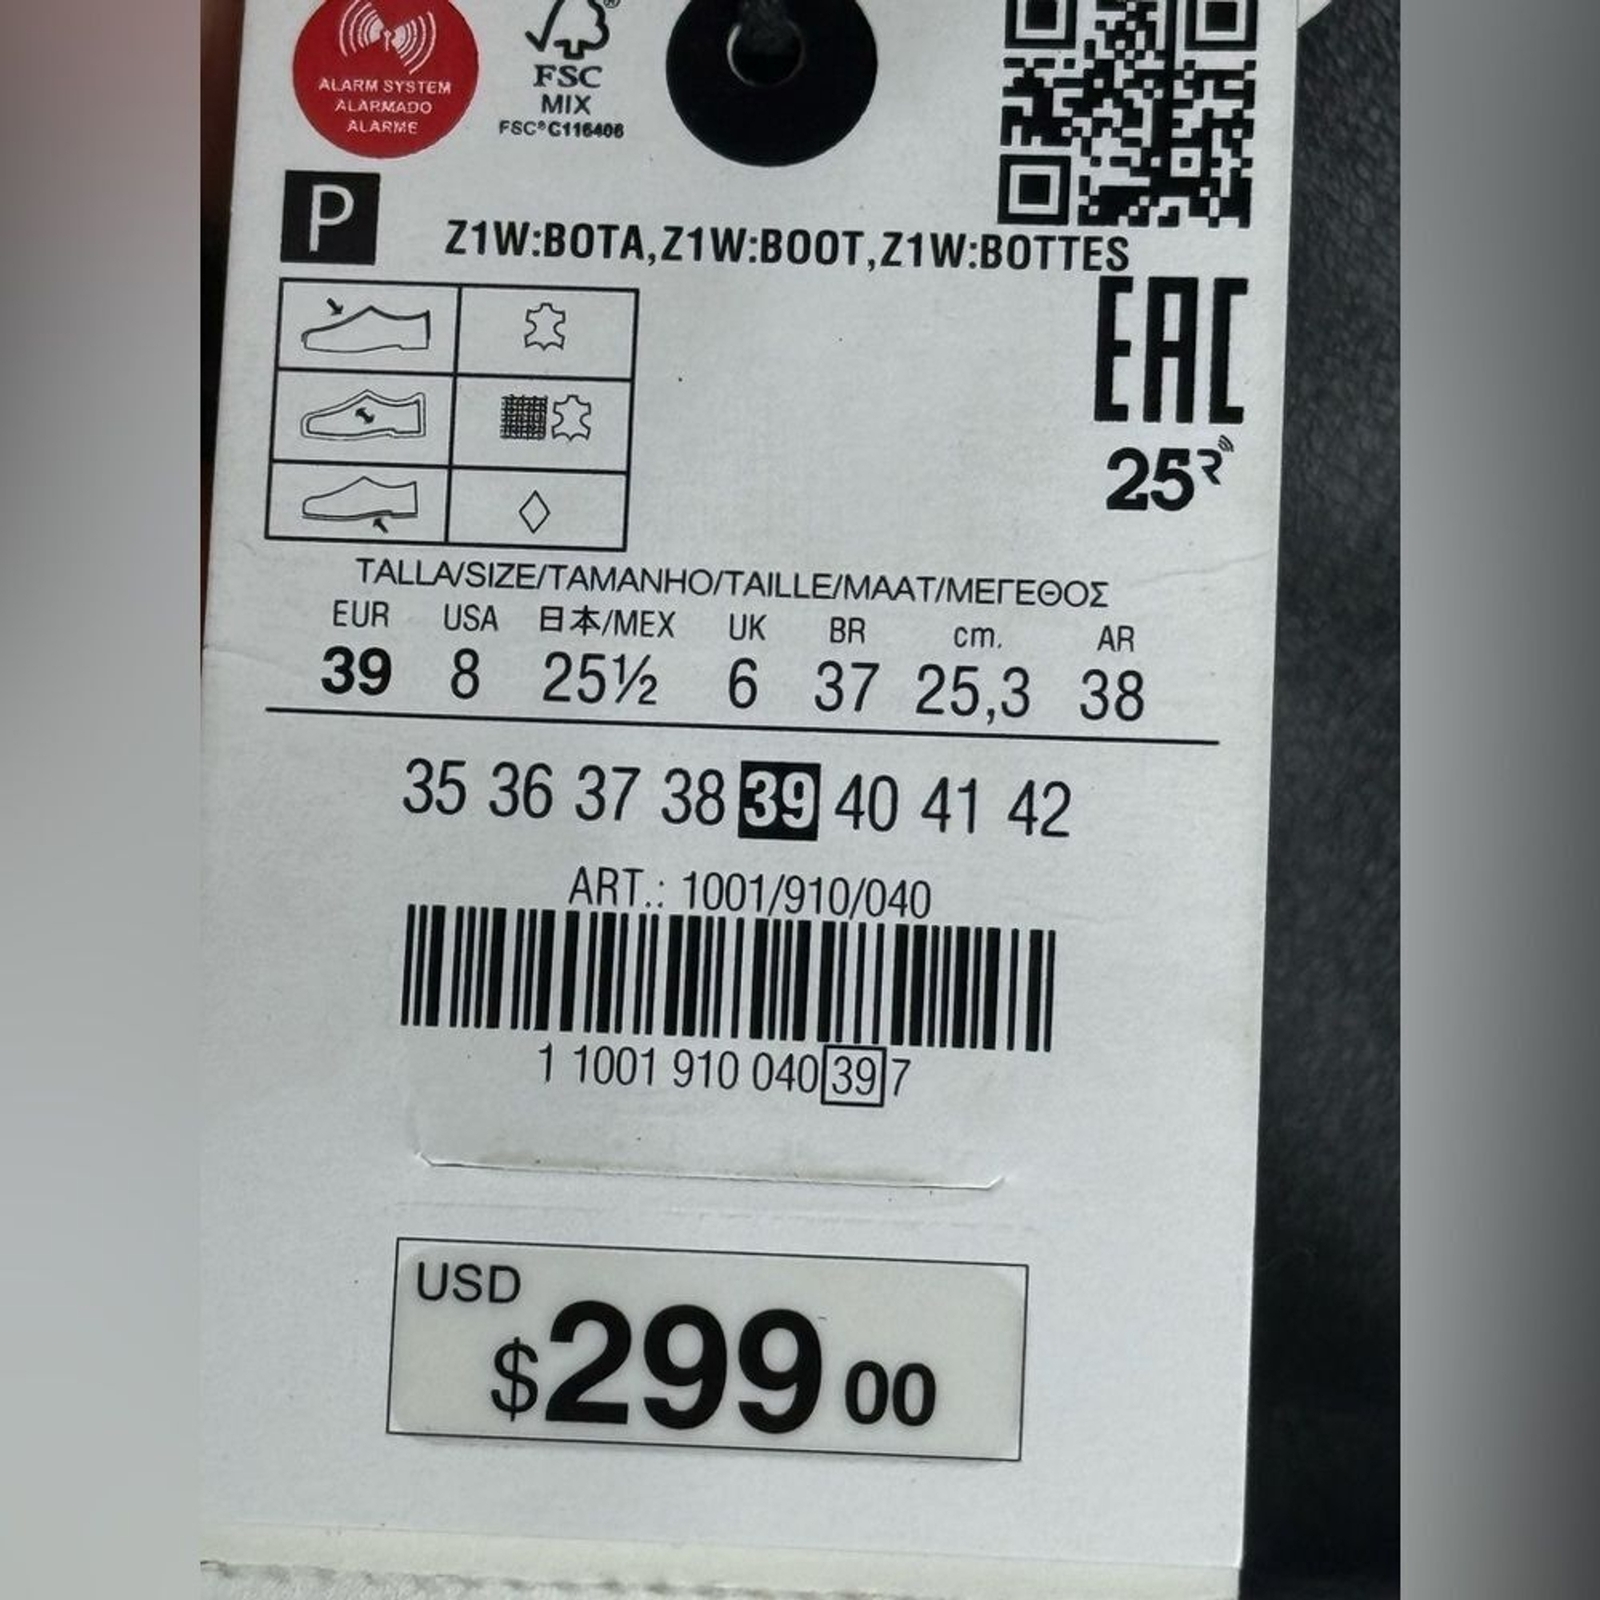 ALARM SYSTEM
ALARMADO
ALARME
FSC
MIX
FSC® C116406
P
Z1W:BOTA,Z1W:BOOT,Z1W:BOTTES
EAC
25
TALLA/SIZE/TAMANHO/TAILLE/MAAT/ΜΕΓΕΘΟΣ
EUR USA 日本/MEX UK BR cm. AR
39 8 25½ 6 37 25,3 38
35 36 37 38 39 40 41 42
ART.: 1001/910/040
1 1001 910 040 39 7
USD
$299 00